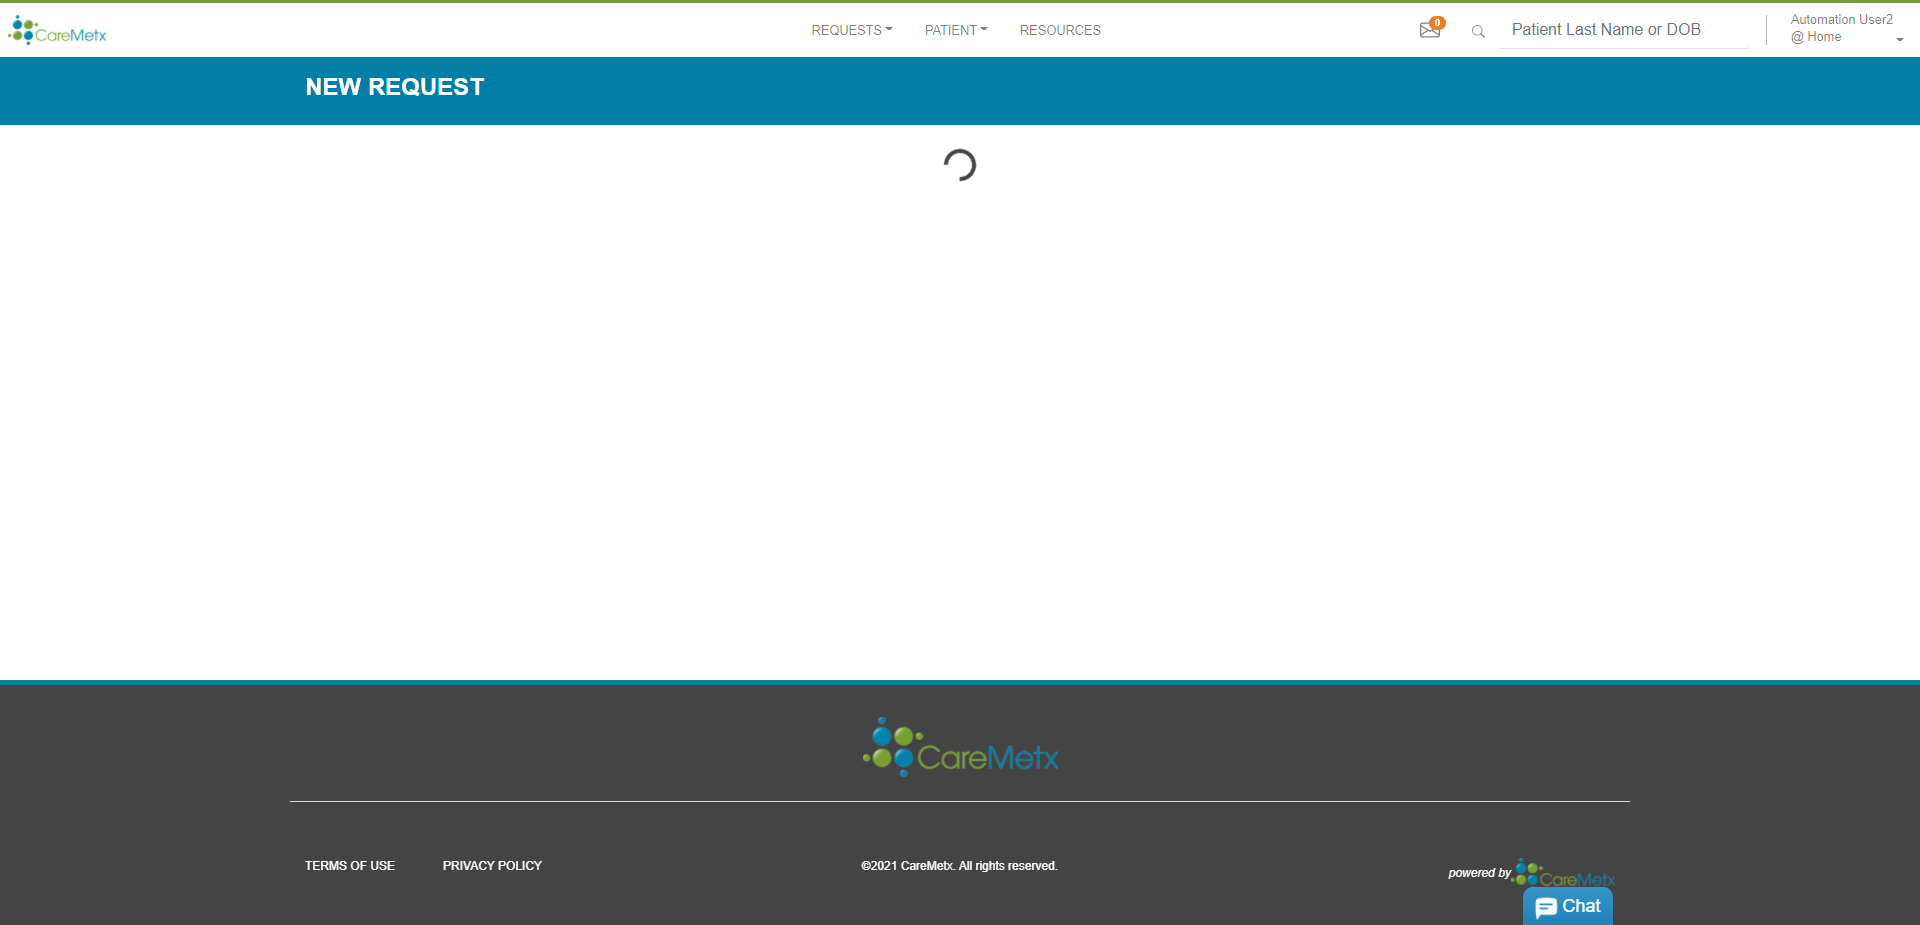 CareMetx
REQUESTS
PATIENT
RESOURCES
0
Patient Last Name or DOB
Automation User2
@ Home
NEW REQUEST
CareMetx
TERMS OF USE
PRIVACY POLICY
©2021 CareMetx. All rights reserved.
powered by CareMetx
Chat